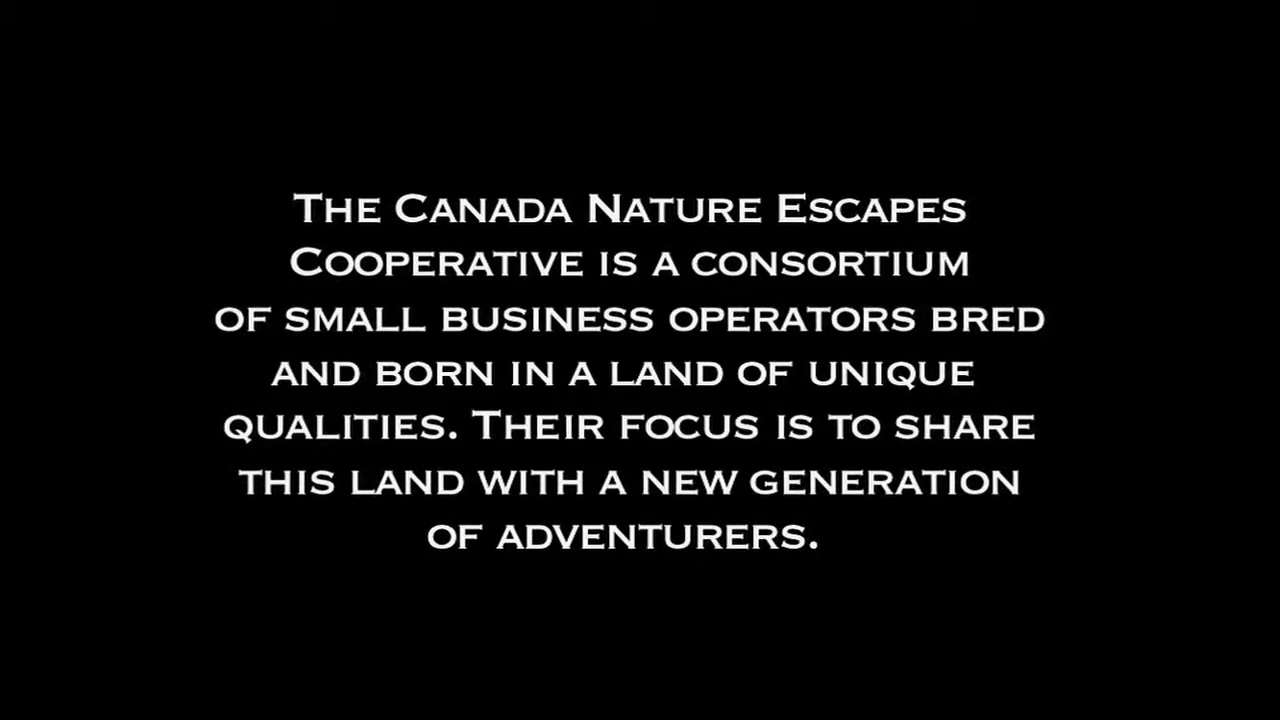 The Canada Nature Escapes
Cooperative is a consortium
of small business operators bred
and born in a land of unique
qualities. Their focus is to share
this land with a new generation
of adventurers.